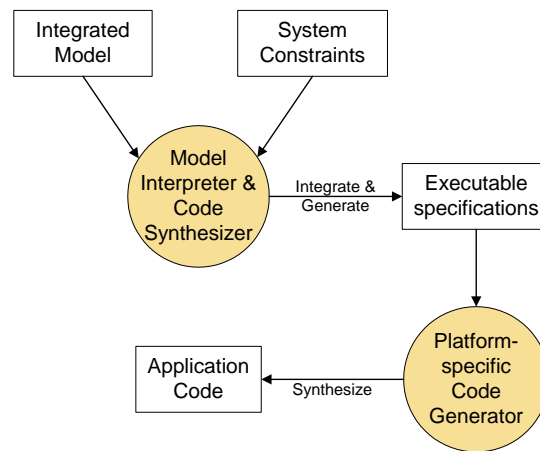 Integrated
Model
System
Constraints
Model
Interpreter &
Code
Synthesizer
Integrate &
Generate
Executable
specifications
Platform-
specific
Code
Generator
Synthesize
Application
Code